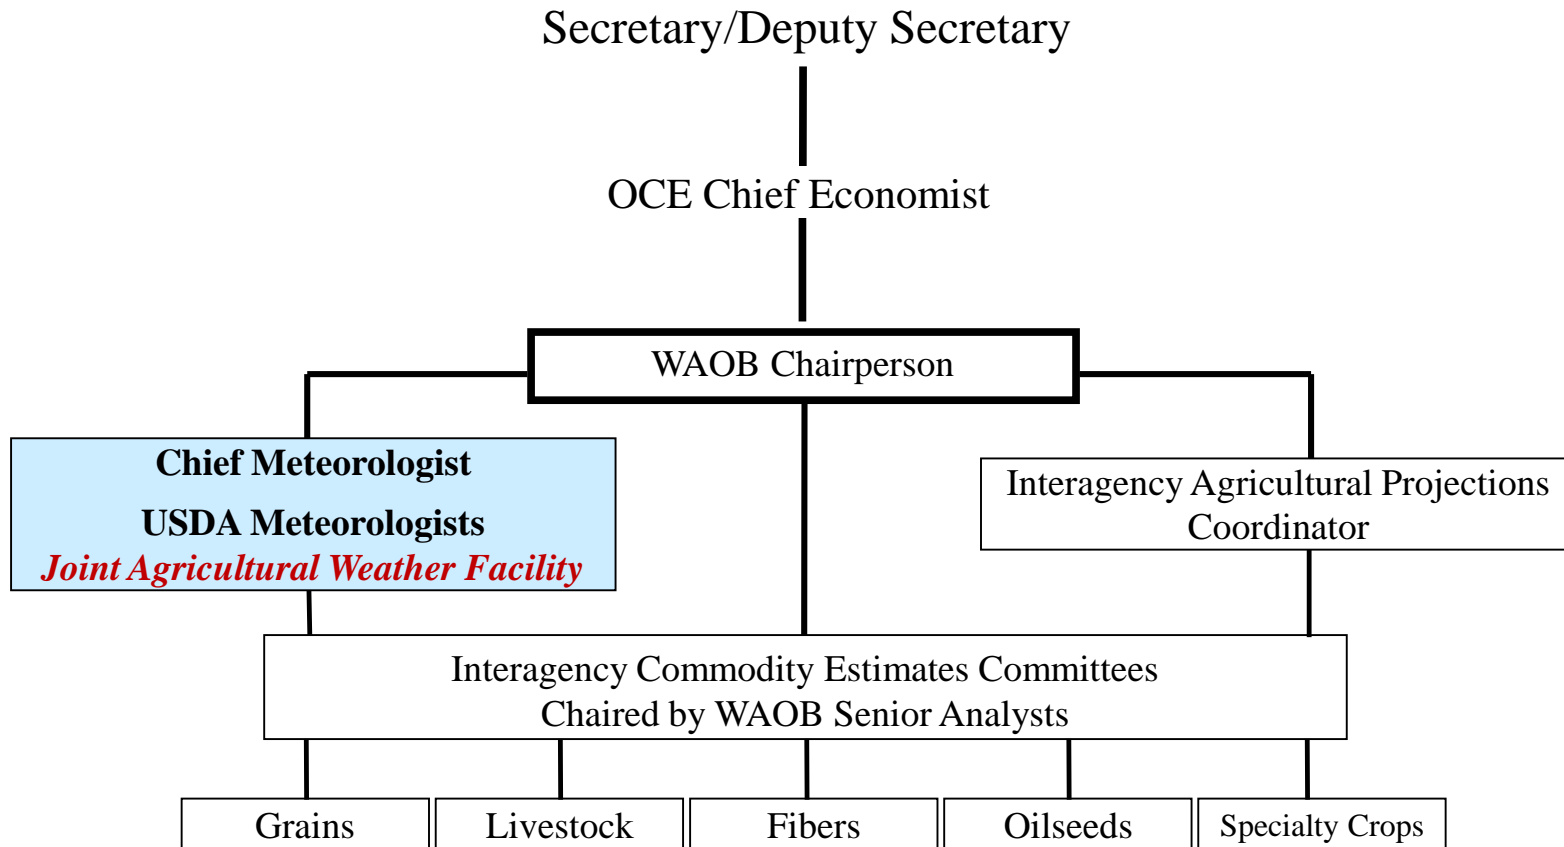 Secretary/Deputy Secretary
OCE Chief Economist
WAOB Chairperson
Chief Meteorologist
USDA Meteorologists
Joint Agricultural Weather Facility
Interagency Agricultural Projections
Coordinator
Interagency Commodity Estimates Committees
Chaired by WAOB Senior Analysts
Grains
Livestock
Fibers
Oilseeds
Specialty Crops